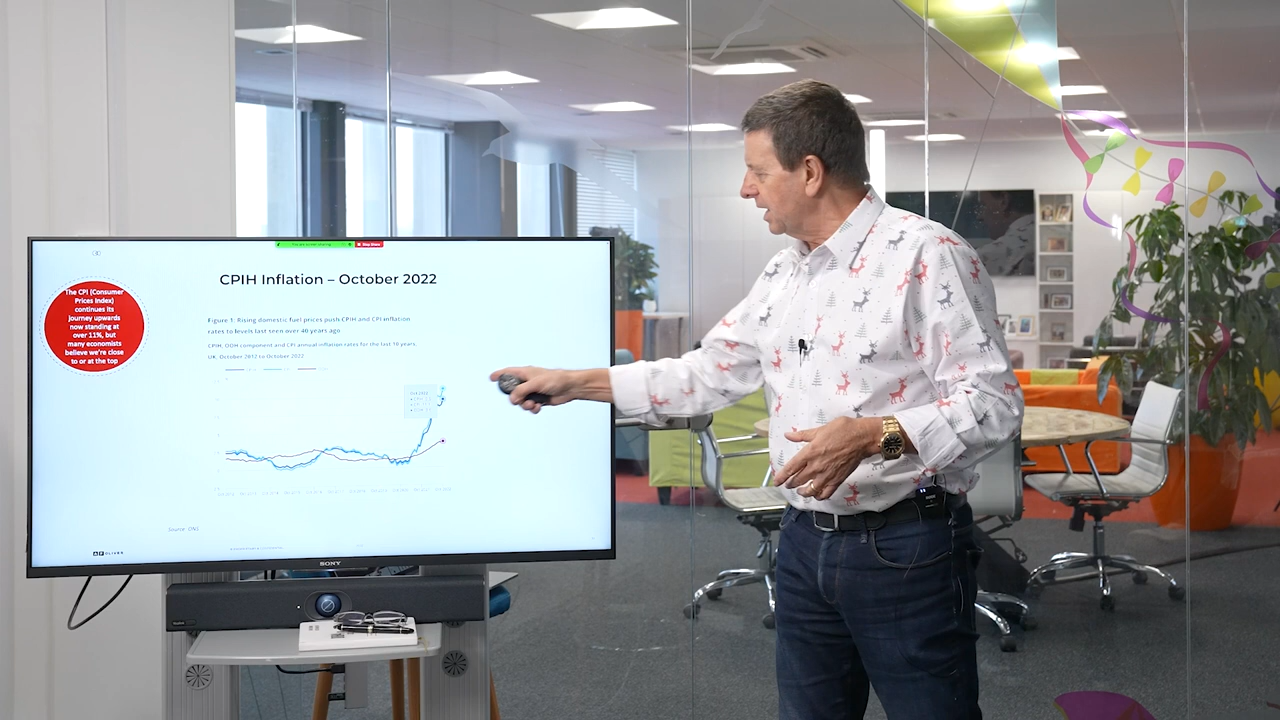 Stop Share
CPIH Inflation – October 2022
The CPI (Consumer
Prices Index)
continues its
journey upwards
now standing at
over 11%, but
many economists
believe we're close
to or at the top
Figure 1: Rising domestic fuel prices push CPIH and CPI inflation
rates to levels last seen over 40 years ago
CPIH, OOH component and CPI annual inflation rates for the last 10 years,
UK, October 2012 to October 2022
Source: ONS
SONY